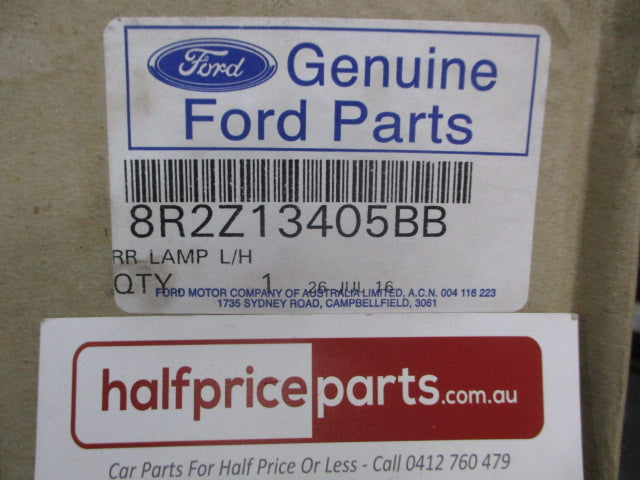 Ford Genuine
Ford Parts
8R2Z13405BB
RR LAMP L/H
QTY. 1 26 JUL 16
FORD MOTOR COMPANY OF AUSTRALIA LIMITED, A.C.N. 004 116 223
1735 SYDNEY ROAD, CAMPBELLFIELD, 3061
halfpriceparts.com.au
Car Parts For Half Price Or Less - Call 0412 760 479